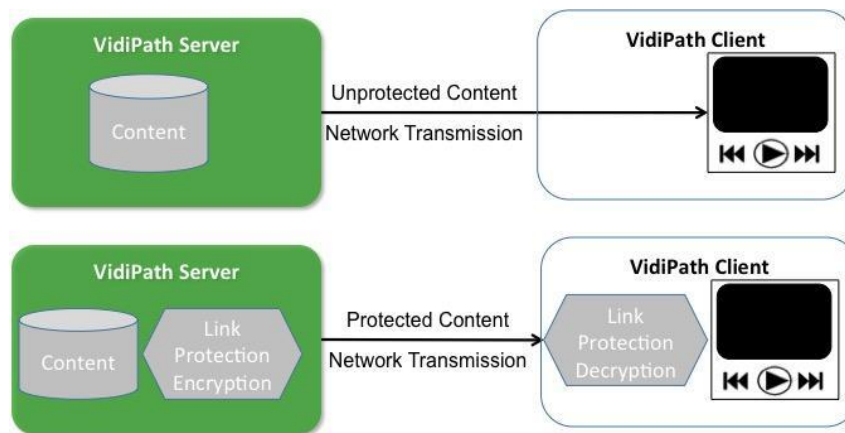 VidiPath Server
Content
Unprotected Content
Network Transmission
VidiPath Client
VidiPath Server
Content
Link
Protection
Encryption
Protected Content
Network Transmission
VidiPath Client
Link
Protection
Decryption